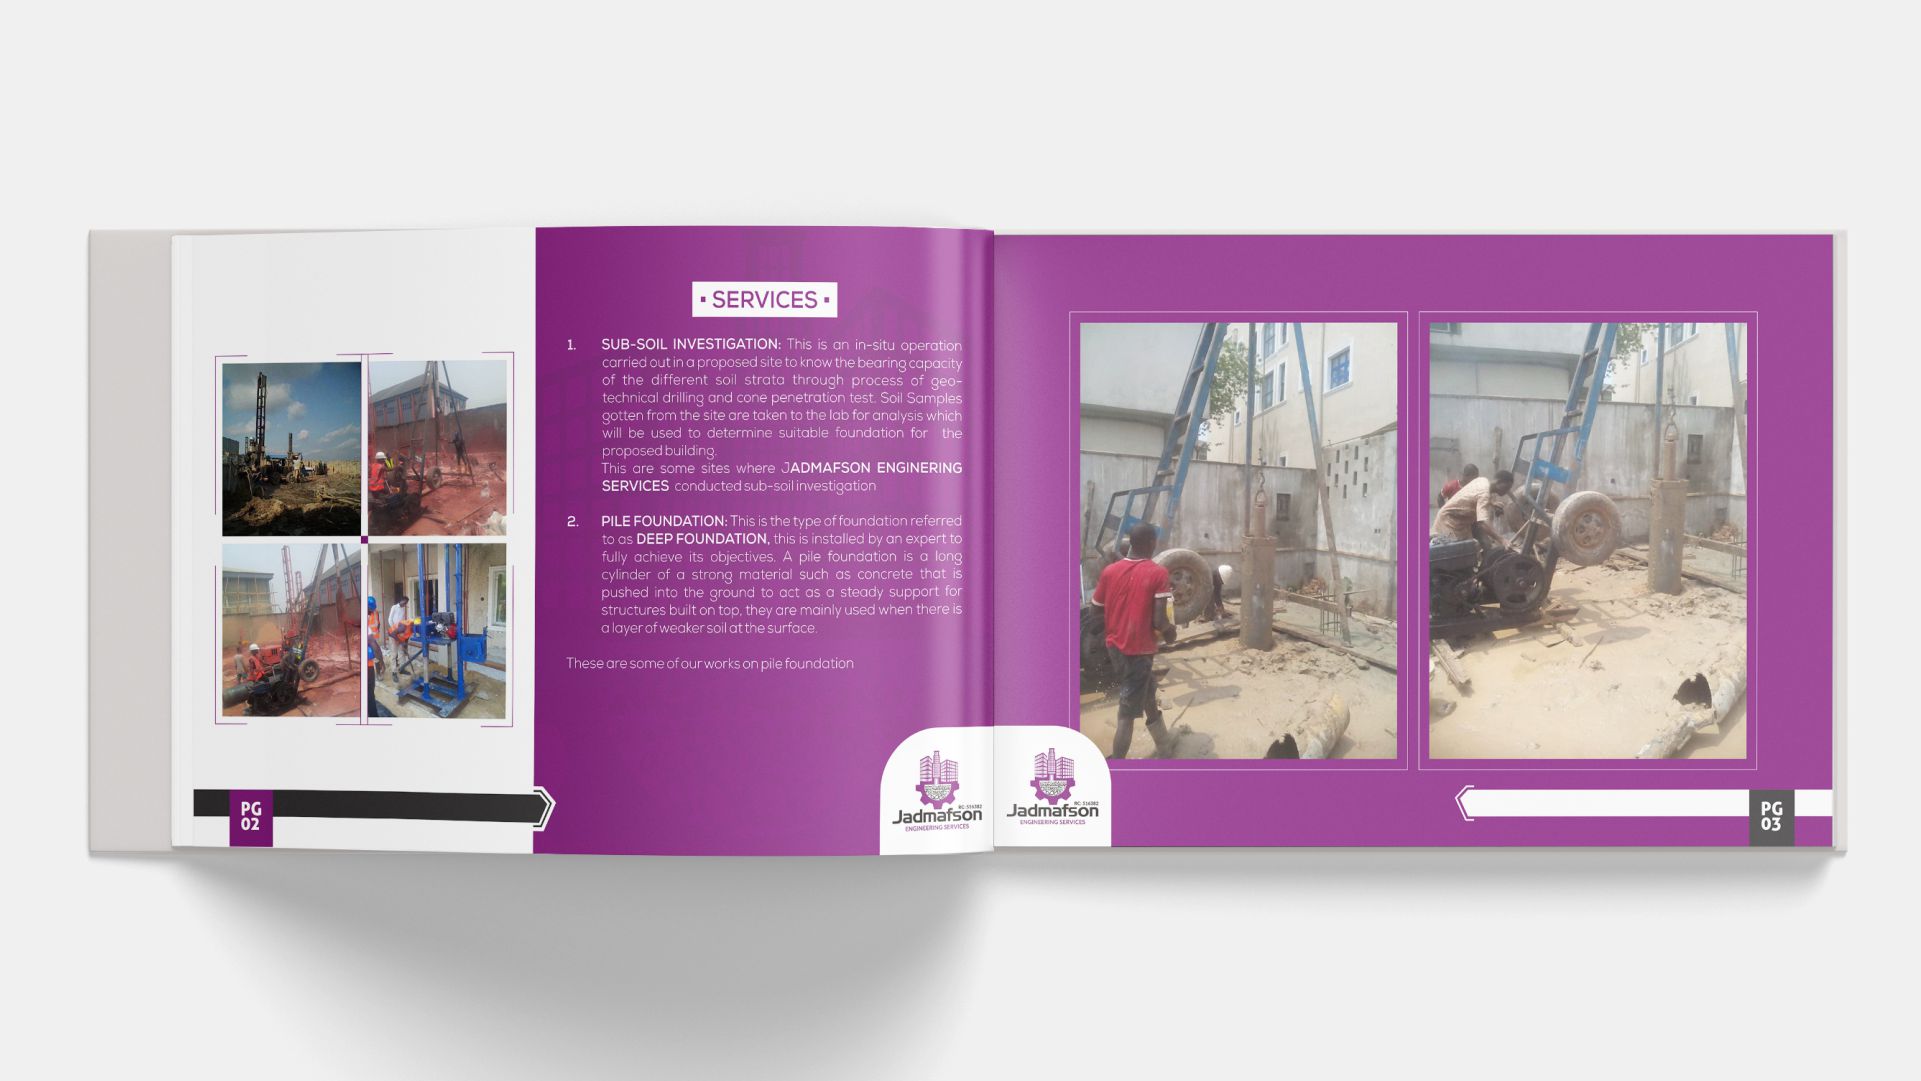 ▪ SERVICES ▪
1. SUB-SOIL INVESTIGATION: This is an in-situ operation
carried out in a proposed site to know the bearing capacity
of the different soil strata through process of geo-
technical drilling and cone penetration test. Soil Samples
gotten from the site are taken to the lab for analysis which
will be used to determine suitable foundation for the
proposed building.
This are some sites where JADMAFSON ENGINERING
SERVICES conducted sub-soil investigation
2. PILE FOUNDATION: This is the type of foundation referred
to as DEEP FOUNDATION, this is installed by an expert to
fully achieve its objectives. A pile foundation is a long
cylinder of a strong material such as concrete that is
pushed into the ground to act as a steady support for
structures built on top, they are mainly used when there is
a layer of weaker soil at the surface.
These are some of our works on pile foundation
PG
02
RC: 516382
Jadmafson
ENGINEERING SERVICES
RC: 516382
Jadmafson
ENGINEERING SERVICES
PG
03